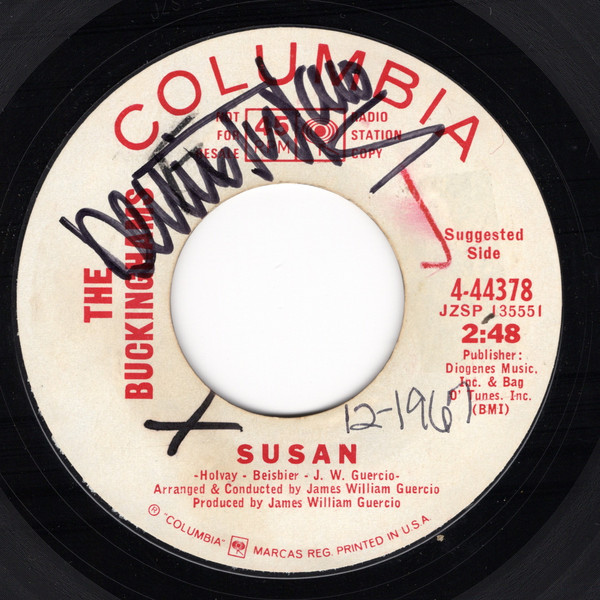 COLUMBIA
NOT
FOR
RESALE
45
RPM
RADIO
STATION
COPY
THE
BUCKINGHAMS
Suggested
Side
4-44378
JZSP 135551
2:48
Publisher:
Diogenes Music,
Inc. & Bag
O' Tunes. Inc.
(BMI)
12-1967
SUSAN
-Holvay - Beisbier - J. W. Guercio-
Arranged & Conducted by James William Guercio
Produced by James William Guercio
® "COLUMBIA" MARCAS REG. PRINTED IN U.S.A.